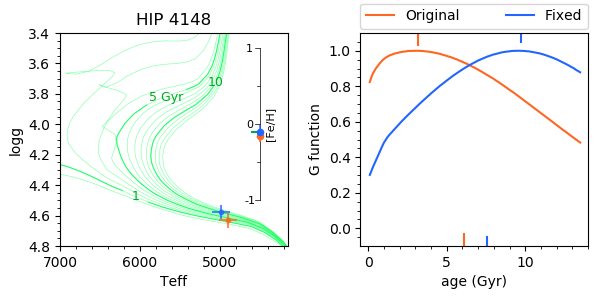 HIP 4148
3.4
3.6
3.8
4.0
4.2
4.4
4.6
4.8
logg
7000
6000
5000
Teff
5 Gyr
10
1
1
0
-1
[Fe/H]
Original
Fixed
1.0
0.8
0.6
0.4
0.2
0.0
G function
0
5
10
age (Gyr)